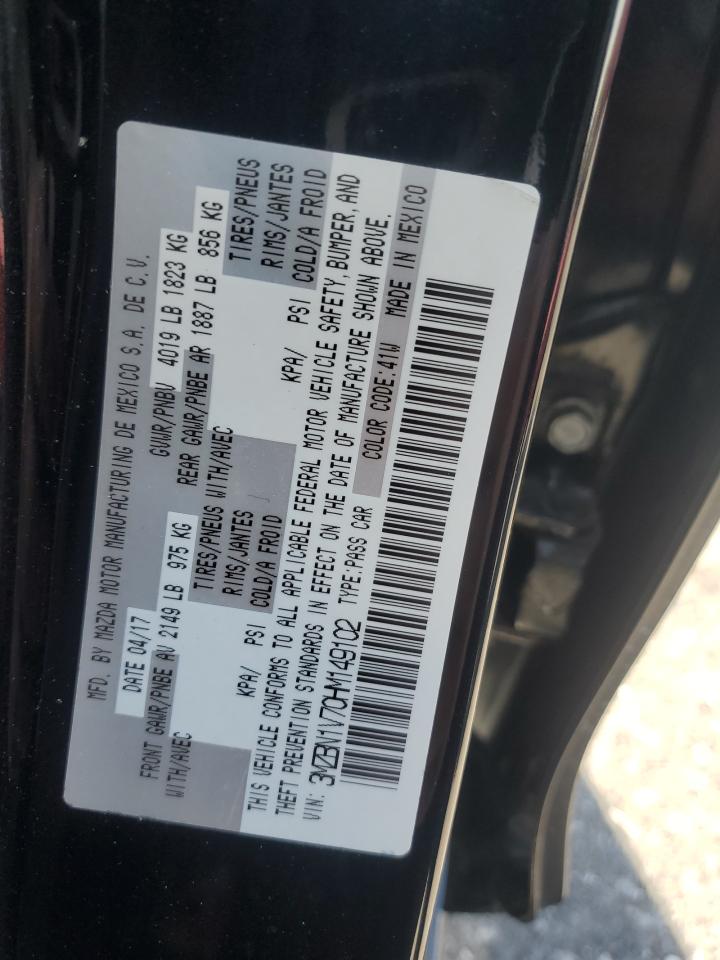 MFD. BY MAZDA MOTOR MANUFACTURING DE MEXICO S.A. DE C.V.
DATE 04/17 GVWR/PNBV 4019 LB 1823 KG
FRONT GAWR/PNBE AV 2149 LB 975 KG REAR GAWR/PNBE AR 1887 LB 856 KG
WITH/AVEC TIRES/PNEUS WITH/AVEC TIRES/PNEUS
RIMS/JANTES RIMS/JANTES
KPA/ PSI COLD/A FROID KPA/ PSI COLD/A FROID
THIS VEHICLE CONFORMS TO ALL APPLICABLE FEDERAL MOTOR VEHICLE SAFETY, BUMPER, AND
THEFT PREVENTION STANDARDS IN EFFECT ON THE DATE OF MANUFACTURE SHOWN ABOVE.
VIN: 3MZBN1V70HM149102 TYPE:PASS CAR COLOR CODE:41W MADE IN MEXICO